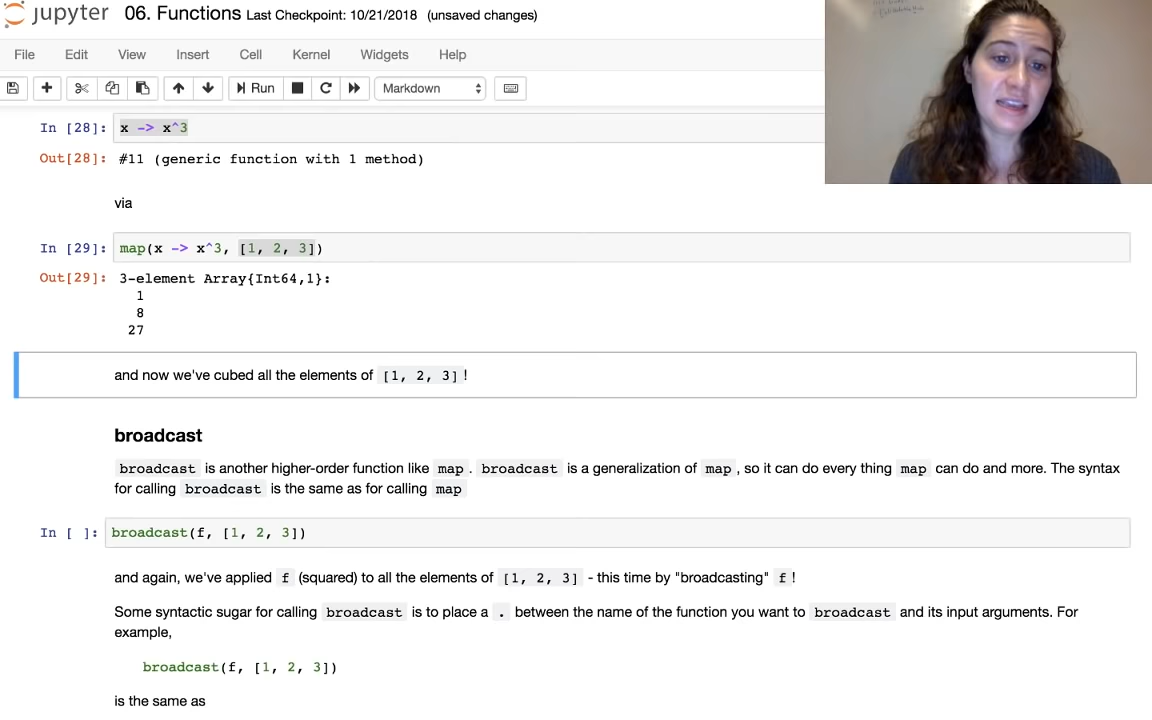 jupyter 06. Functions Last Checkpoint: 10/21/2018 (unsaved changes)
File Edit View Insert Cell Kernel Widgets Help
Run Markdown
In [28]: x -> x^3
Out[28]: #11 (generic function with 1 method)
via
In [29]: map(x -> x^3, [1, 2, 3])
Out[29]: 3-element Array{Int64,1}:
1
8
27
and now we've cubed all the elements of [1, 2, 3] !
broadcast
broadcast is another higher-order function like map . broadcast is a generalization of map , so it can do every thing map can do and more. The syntax
for calling broadcast is the same as for calling map
In [ ]: broadcast(f, [1, 2, 3])
and again, we've applied f (squared) to all the elements of [1, 2, 3] - this time by "broadcasting" f !
Some syntactic sugar for calling broadcast is to place a . between the name of the function you want to broadcast and its input arguments. For
example,
broadcast(f, [1, 2, 3])
is the same as